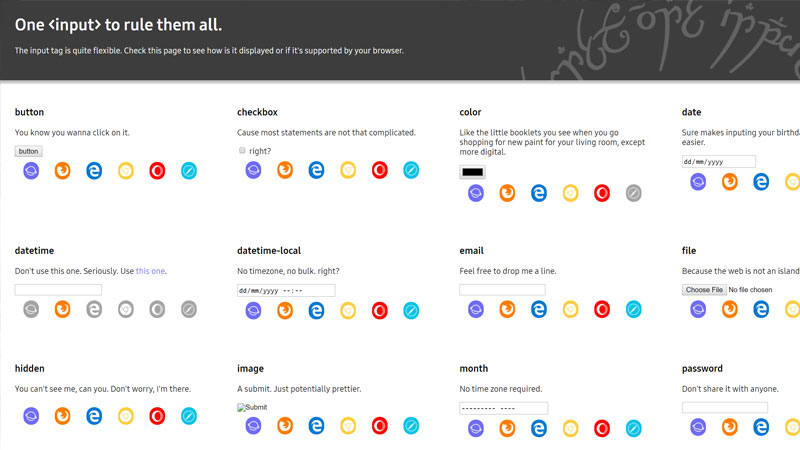 One <input> to rule them all.
The input tag is quite flexible. Check this page to see how is it displayed or if it's supported by your browser.
button
You know you wanna click on it.
button
checkbox
Cause most statements are not that complicated.
right?
color
Like the little booklets you see when you go
shopping for new paint for your living room, except
more digital.
date
Sure makes inputing your birthda
easier.
dd/mm/yyyy
datetime
Don't use this one. Seriously. Use this one.
datetime-local
No timezone, no bulk. right?
dd/mm/yyyy --:--
email
Feel free to drop me a line.
file
Because the web is not an island
Choose File No file chosen
hidden
You can't see me, can you. Don't worry, I'm there.
image
A submit. Just potentially prettier.
Submit
month
No time zone required.
--------- ----
password
Don't share it with anyone.